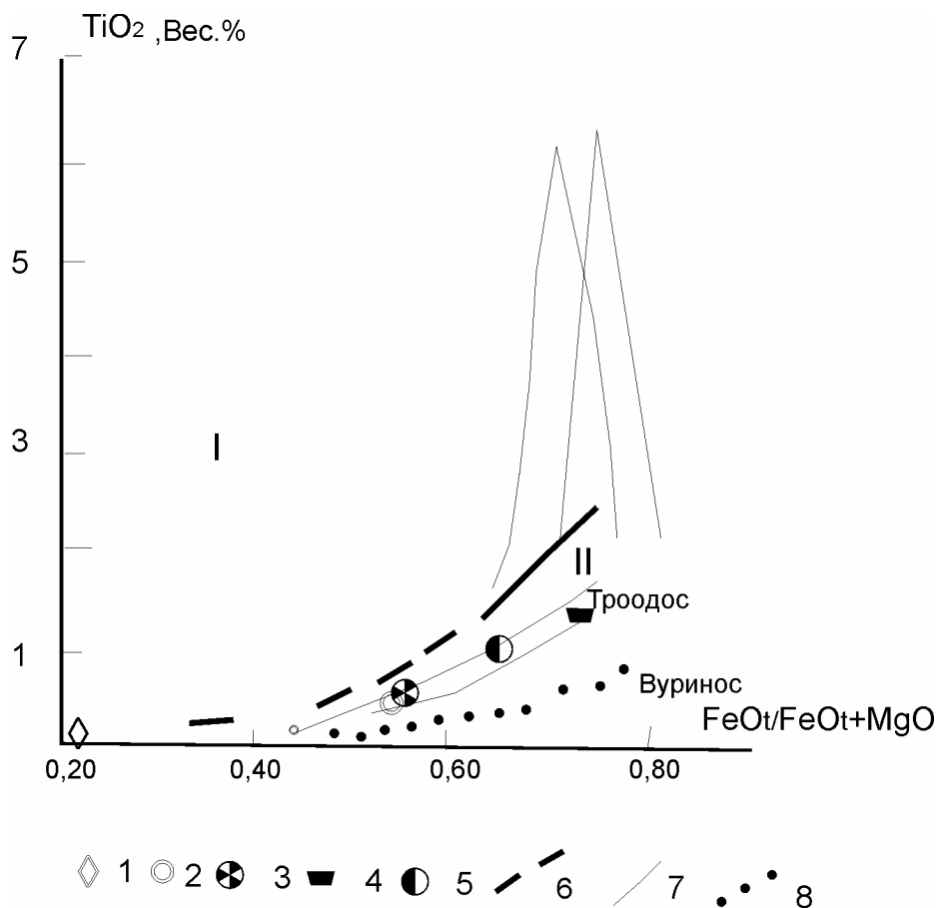 TiO2 ,Вес.%
7
5
3
I
II
Троодос
1
Вуринос
FeOt/FeOt+MgO
0,20 0,40 0,60 0,80
1 2 3 4 5 6 7 8